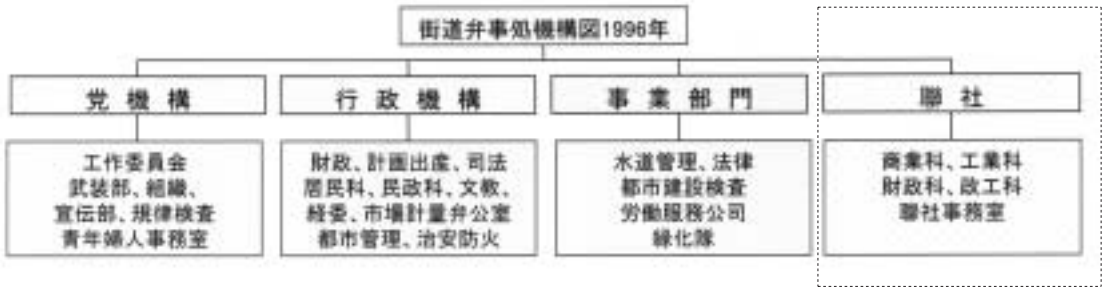 街道弁事処機構図1996年
党機構
工作委員会
武装部、組織、
宣伝部、規律検査
青年婦人事務室
行政機構
財政、計画出産、司法
居民科、民政科、文教、
経委、市場計量弁公室
都市管理、治安防火
事業部門
水道管理、法律
都市建設検査
労働服務公司
緑化隊
聯社
商業科、工業科
財政科、政工科
聯社事務室